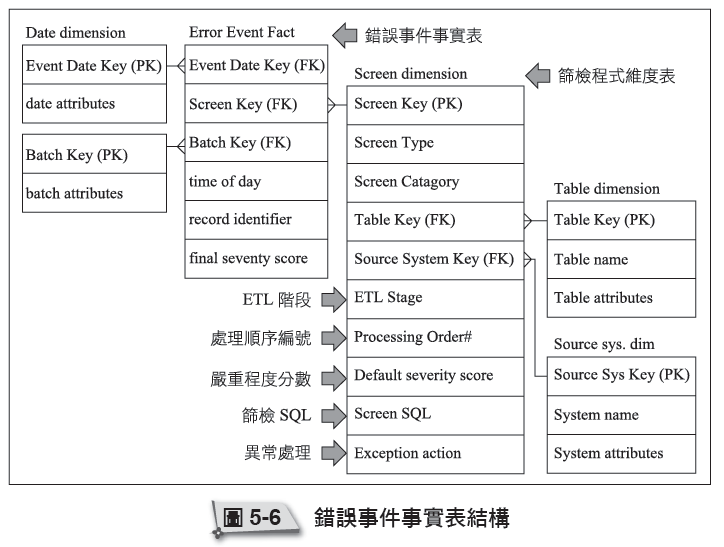 Date dimension
Event Date Key (PK)
date attributes
Batch Key (PK)
batch attributes
Error Event Fact
Event Date Key (FK)
Screen Key (FK)
Batch Key (FK)
time of day
record identifier
final seventy score
錯誤事件事實表
Screen dimension
篩檢程式維度表
Screen Key (PK)
Screen Type
Screen Catagory
Table Key (FK)
Source System Key (FK)
ETL 階段
ETL Stage
處理順序編號
Processing Order#
嚴重程度分數
Default severity score
篩檢 SQL
Screen SQL
異常處理
Exception action
Table dimension
Table Key (PK)
Table name
Table attributes
Source sys. dim
Source Sys Key (PK)
System name
System attributes
圖 5-6 錯誤事件事實表結構